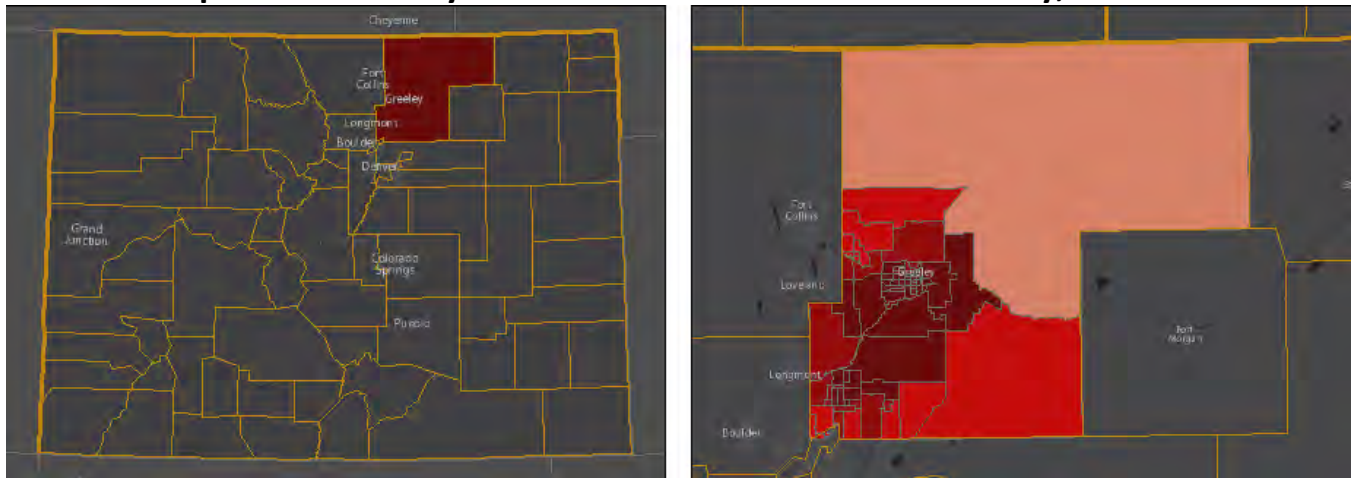 Cheyenne
Fort
Collins
Greeley
Longmont
Boulder
Denver
Grand
Junction
Colorado
Springs
Pueblo
Fort
Collins
Greeley
Loveland
Fort
Morgan
Longmont
Boulder